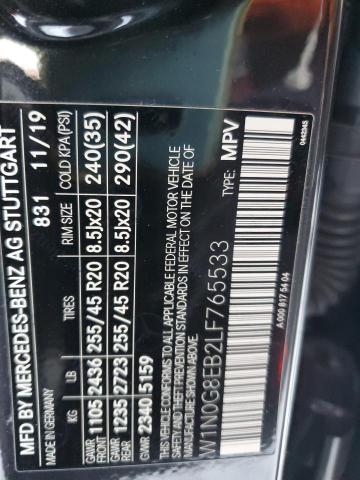 MFD BY MERCEDES-BENZ AG STUTTGART
MADE IN GERMANY 831 11/19
KG LB TIRES RIM SIZE COLD KPA(PSI)
GAWR FRONT 1105 2436 255/45 R20 8.5Jx20 240(35)
GAWR REAR 1235 2723 255/45 R20 8.5Jx20 290(42)
GVWR 2340 5159
THIS VEHICLE CONFORMS TO ALL APPLICABLE FEDERAL MOTOR VEHICLE
SAFETY, BUMPER AND THEFT PREVENTION STANDARDS IN EFFECT ON THE DATE OF
MANUFACTURE SHOWN ABOVE.
W1N0G8EB2LF765533 TYPE: MPV
A 000 817 54 04
0442345